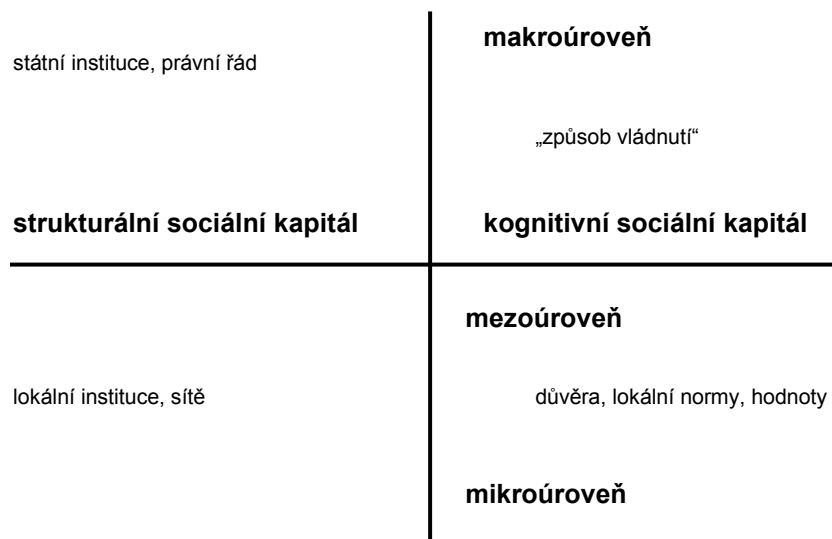 makroúroveň
státní instituce, právní řád
„způsob vládnutí“
strukturální sociální kapitál
kognitivní sociální kapitál
mezoúroveň
lokální instituce, sítě
důvěra, lokální normy, hodnoty
mikroúroveň